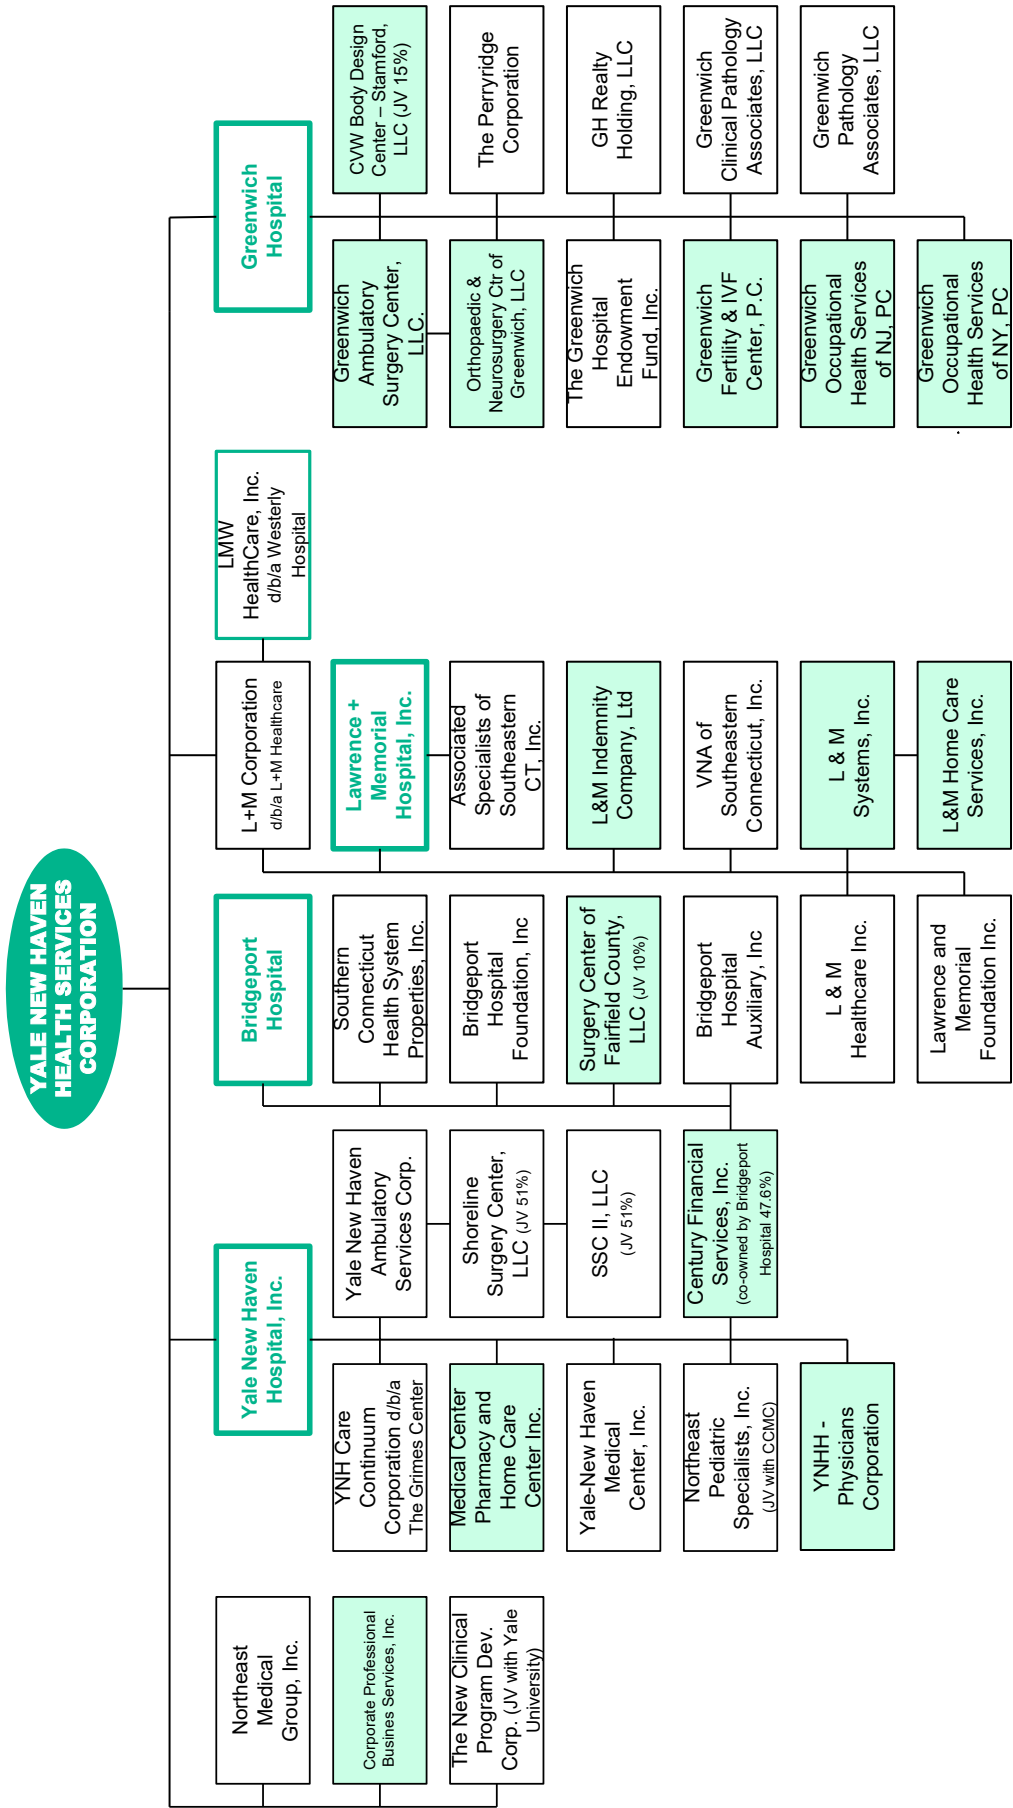 YALE NEW HAVEN
HEALTH SERVICES
CORPORATION
Northeast
Medical
Group, Inc.
Corporate Professional
Busines Services, Inc.
The New Clinical
Program Dev.
Corp. (JV with Yale
University)
Yale New Haven
Hospital, Inc.
YNH Care
Continuum
Corporation d/b/a
The Grimes Center
Medical Center
Pharmacy and
Home Care
Center Inc.
Yale-New Haven
Medical
Center, Inc.
Northeast
Pediatric
Specialists, Inc.
(JV with CCMC)
YNHH -
Physicians
Corporation
Yale New Haven
Ambulatory
Services Corp.
Shoreline
Surgery Center,
LLC (JV 51%)
SSC II, LLC
(JV 51%)
Century Financial
Services, Inc.
(co-owned by Bridgeport
Hospital 47.6%)
Bridgeport
Hospital
Southern
Connecticut
Health System
Properties, Inc.
Bridgeport
Hospital
Foundation, Inc
Surgery Center of
Fairfield County,
LLC (JV 10%)
Bridgeport
Hospital
Auxiliary, Inc
L+M Corporation
d/b/a L+M Healthcare
LMW
HealthCare, Inc.
d/b/a Westerly
Hospital
Lawrence +
Memorial
Hospital, Inc.
Associated
Specialists of
Southeastern
CT, Inc.
L&M Indemnity
Company, Ltd
VNA of
Southeastern
Connecticut, Inc.
L & M
Systems, Inc.
L&M Home Care
Services, Inc.
L & M
Healthcare Inc.
Lawrence and
Memorial
Foundation Inc.
Greenwich
Hospital
Greenwich
Ambulatory
Surgery Center,
LLC.
Orthopaedic &
Neurosurgery Ctr of
Greenwich, LLC
The Greenwich
Hospital
Endowment
Fund, Inc.
Greenwich
Fertility & IVF
Center, P.C.
Greenwich
Occupational
Health Services
of NJ, PC
Greenwich
Occupational
Health Services
of NY, PC
CVW Body Design
Center – Stamford,
LLC (JV 15%)
The Perryridge
Corporation
GH Realty
Holding, LLC
Greenwich
Clinical Pathology
Associates, LLC
Greenwich
Pathology
Associates, LLC